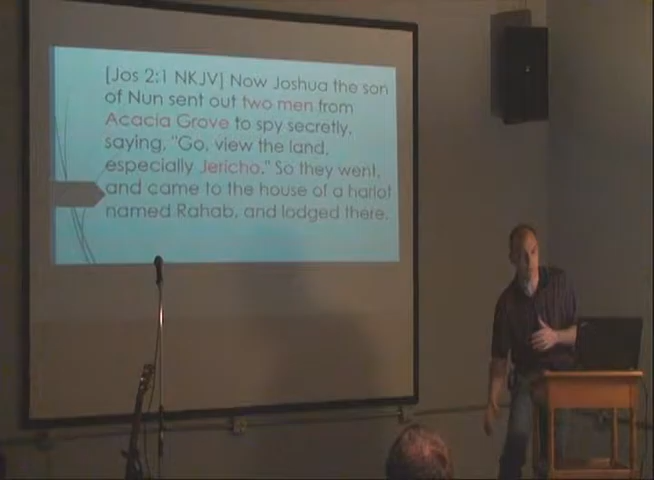 [Jos 2:1 NKJV] Now Joshua the son
of Nun sent out two men from
Acacia Grove to spy secretly,
saying, "Go, view the land,
especially Jericho." So they went,
and came to the house of a harlot
named Rahab, and lodged there.